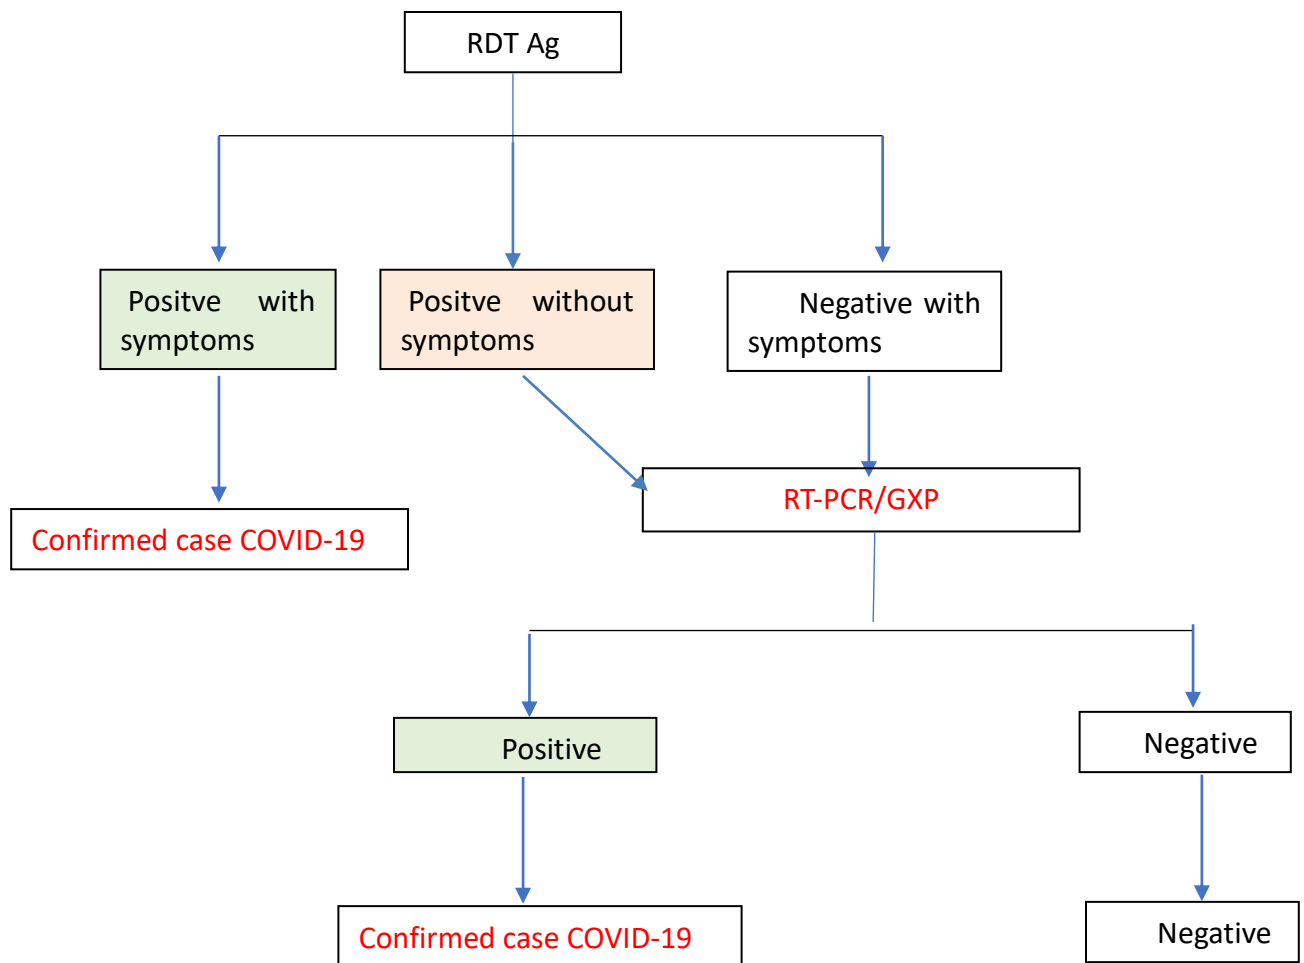 RDT Ag
Positve with
symptoms
Positve without
symptoms
Negative with
symptoms
RT-PCR/GXP
Confirmed case COVID-19
Positive
Negative
Confirmed case COVID-19
Negative